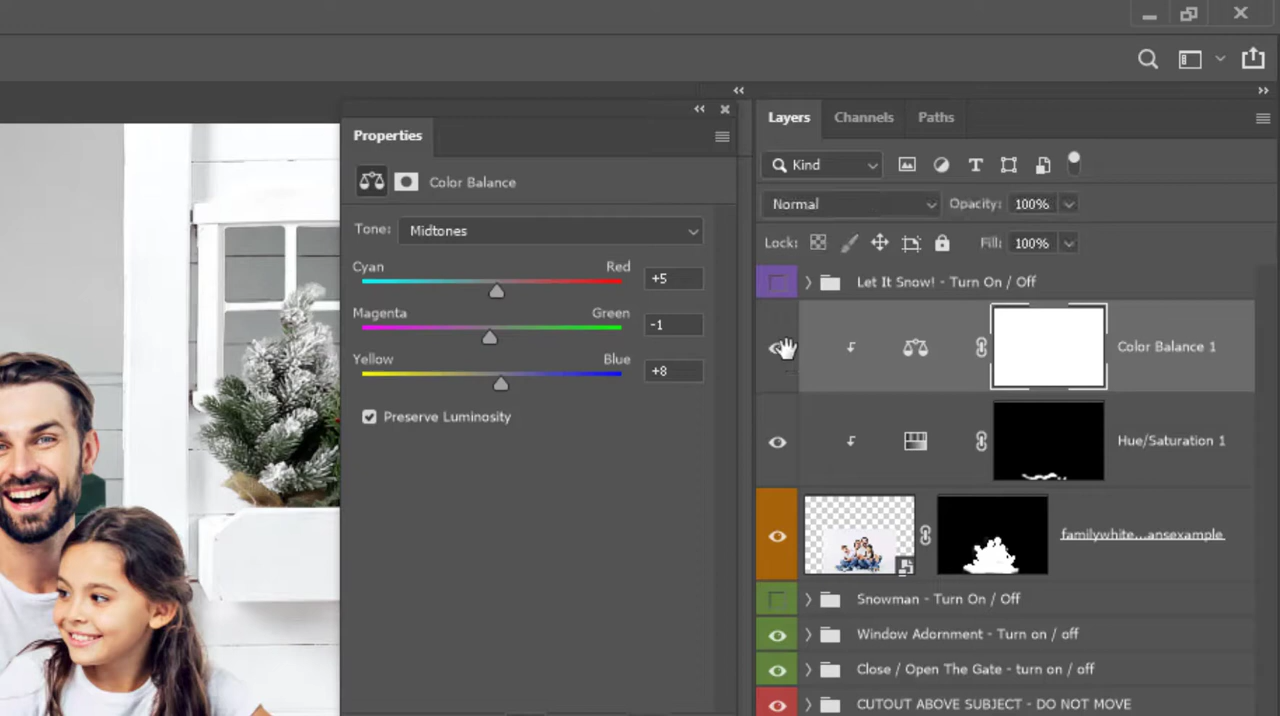 Properties
Color Balance
Tone: Midtones
Cyan Red +5
Magenta Green -1
Yellow Blue +8
Preserve Luminosity
Layers Channels Paths
Kind
Normal Opacity: 100%
Lock: Fill: 100%
Let It Snow! - Turn On / Off
Color Balance 1
Hue/Saturation 1
familywhite...ansexample
Snowman - Turn On / Off
Window Adornment - Turn on / off
Close / Open The Gate - turn on / off
CUTOUT ABOVE SUBJECT - DO NOT MOVE